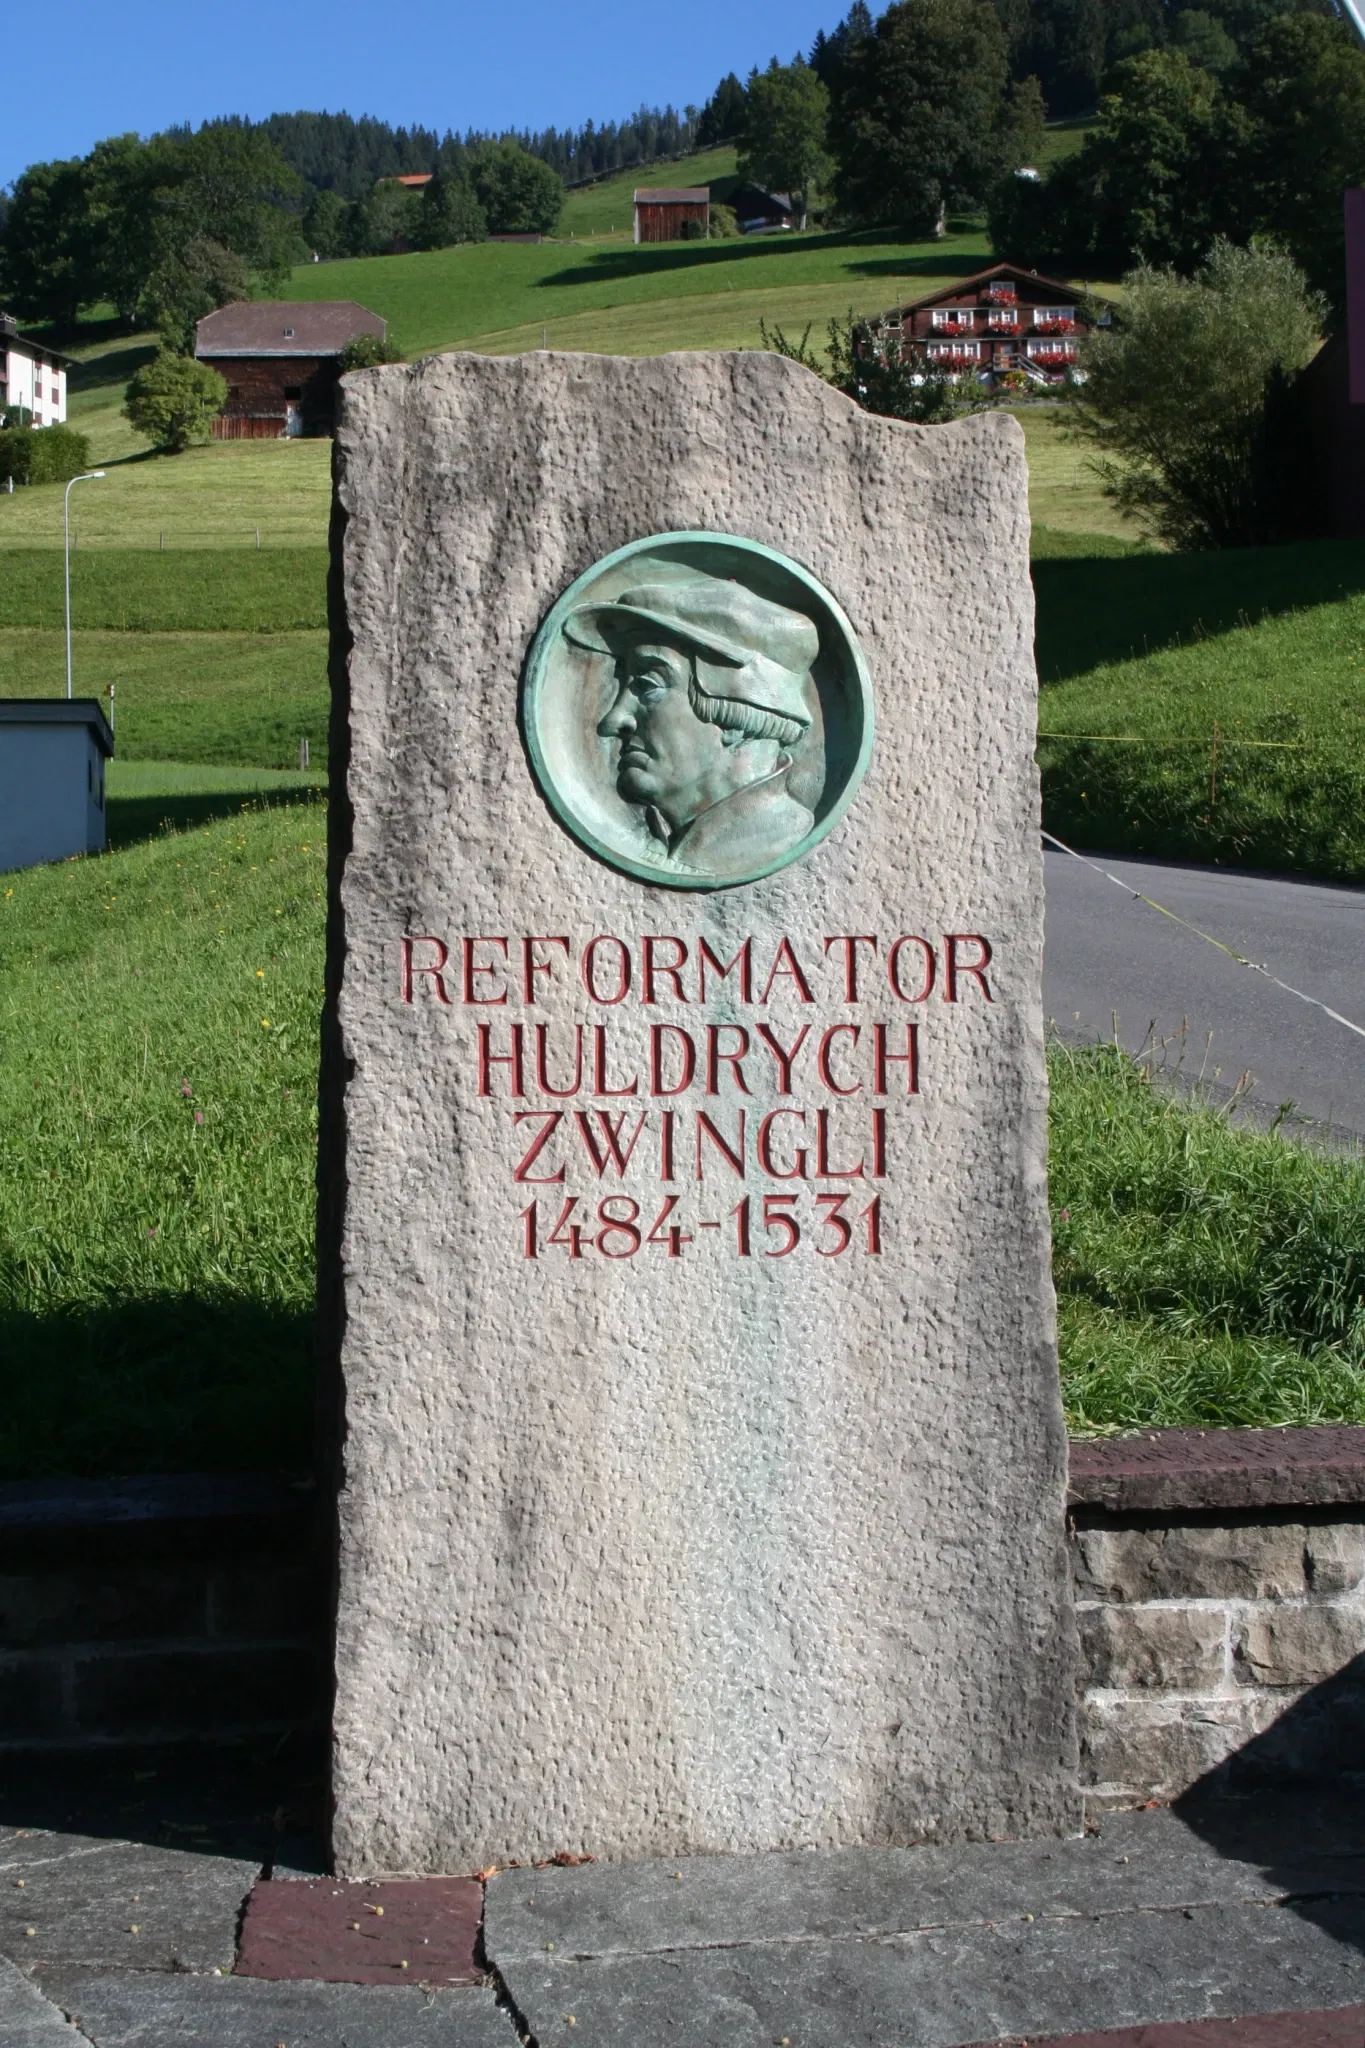 REFORMATOR
HULDRYCH
ZWINGLI
1484-1531